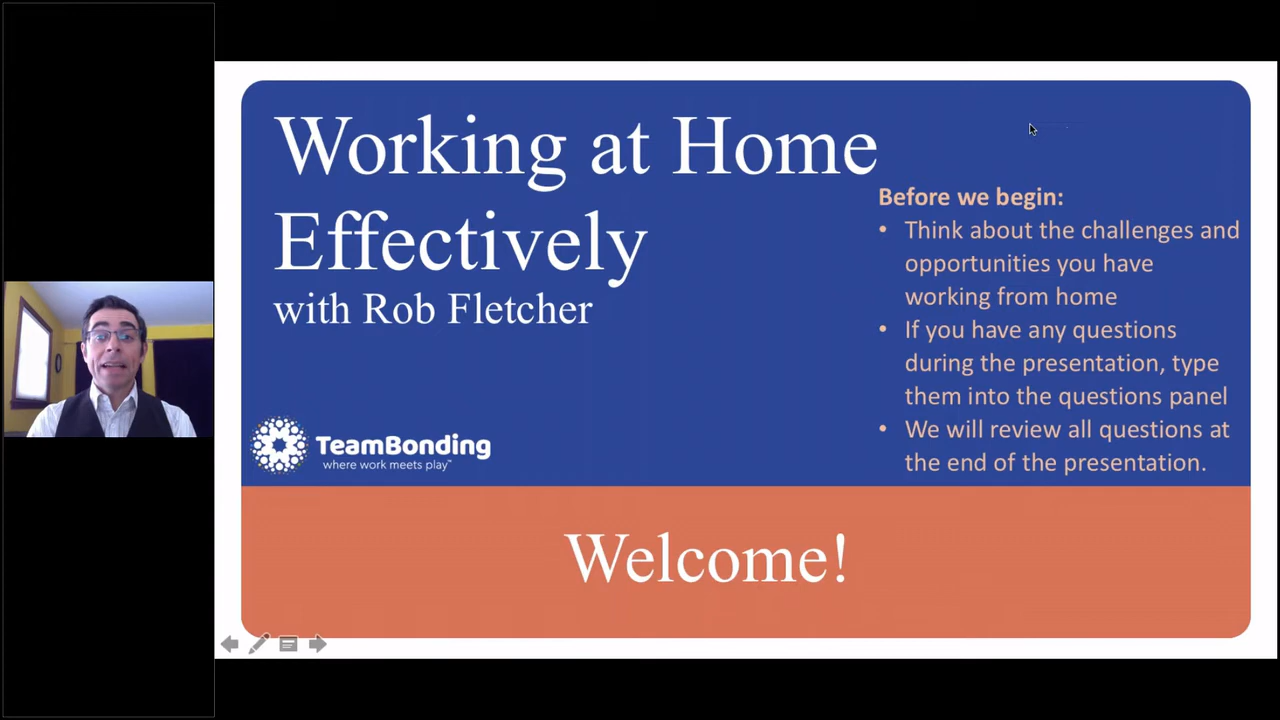 Working at Home
Effectively
with Rob Fletcher
Before we begin:
• Think about the challenges and
opportunities you have
working from home
• If you have any questions
during the presentation, type
them into the questions panel
• We will review all questions at
the end of the presentation.
TeamBonding
where work meets play™
Welcome!